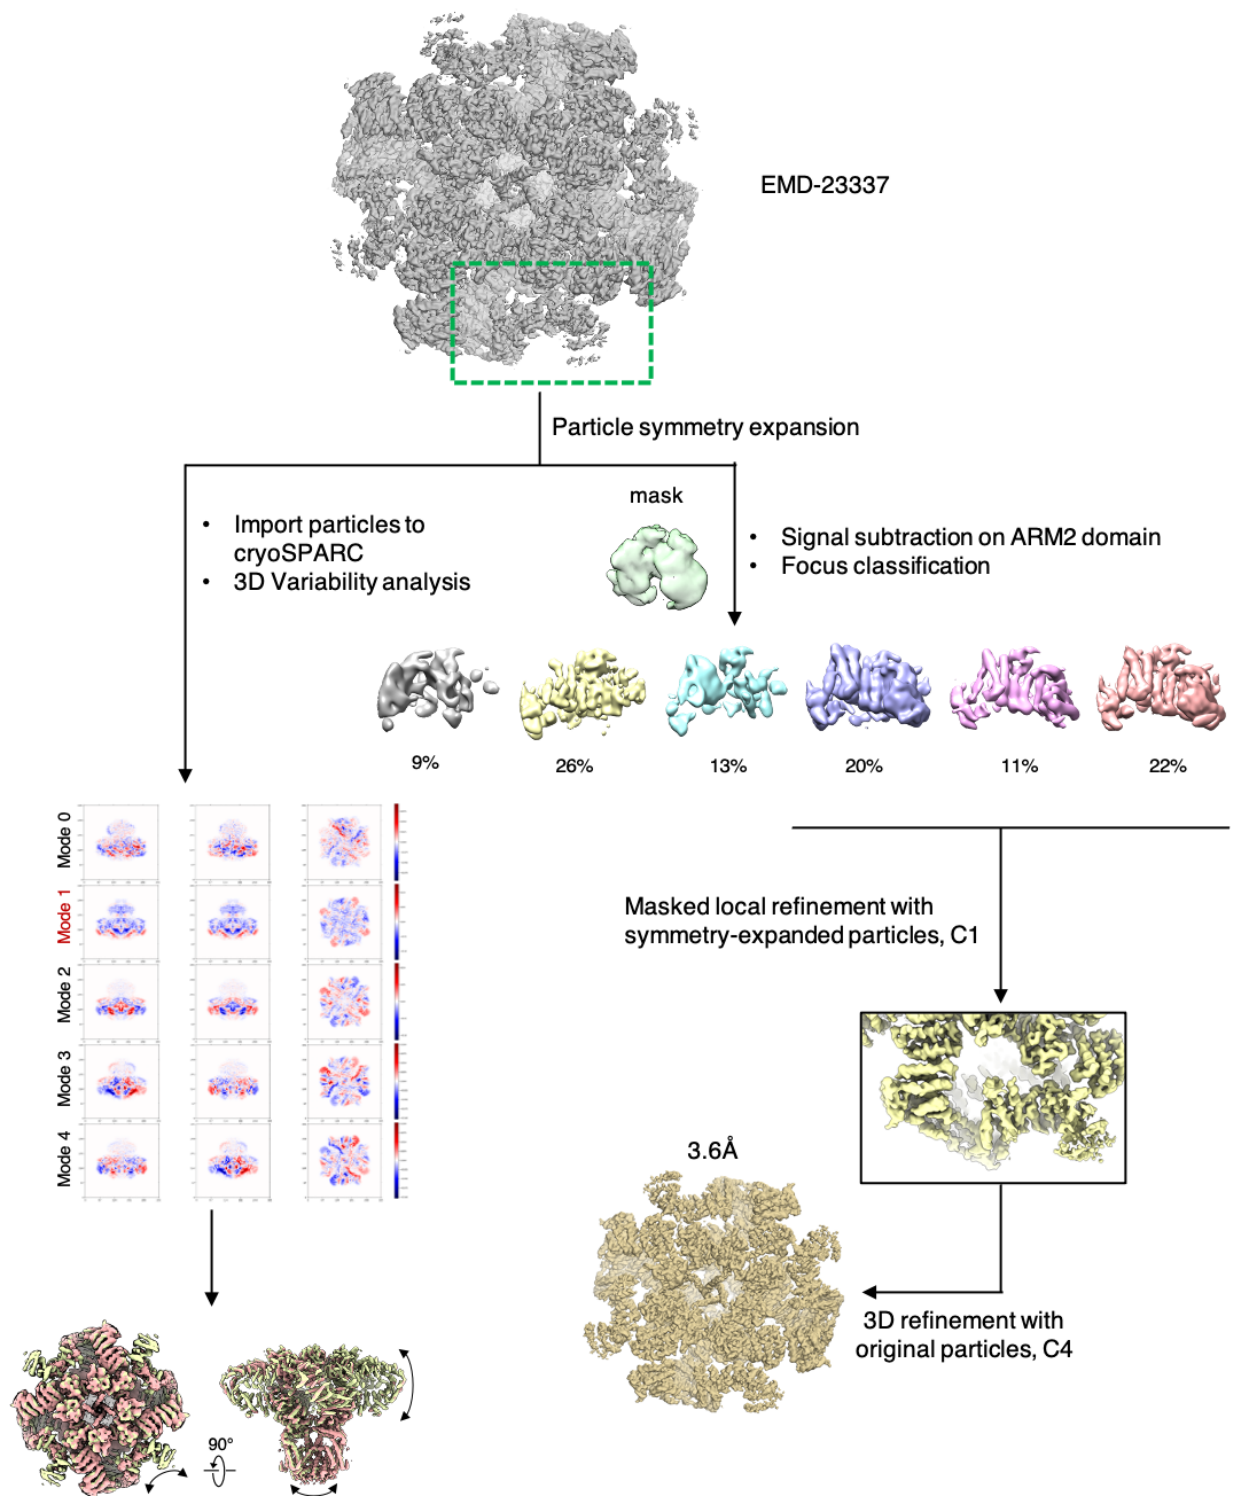 EMD-23337
Particle symmetry expansion
mask
• Import particles to
cryoSPARC
• 3D Variability analysis
• Signal subtraction on ARM2 domain
• Focus classification
9%
26%
13%
20%
11%
22%
Mode 0
Mode 1
Mode 2
Mode 3
Mode 4
Masked local refinement with
symmetry-expanded particles, C1
3.6Å
3D refinement with
original particles, C4
90°